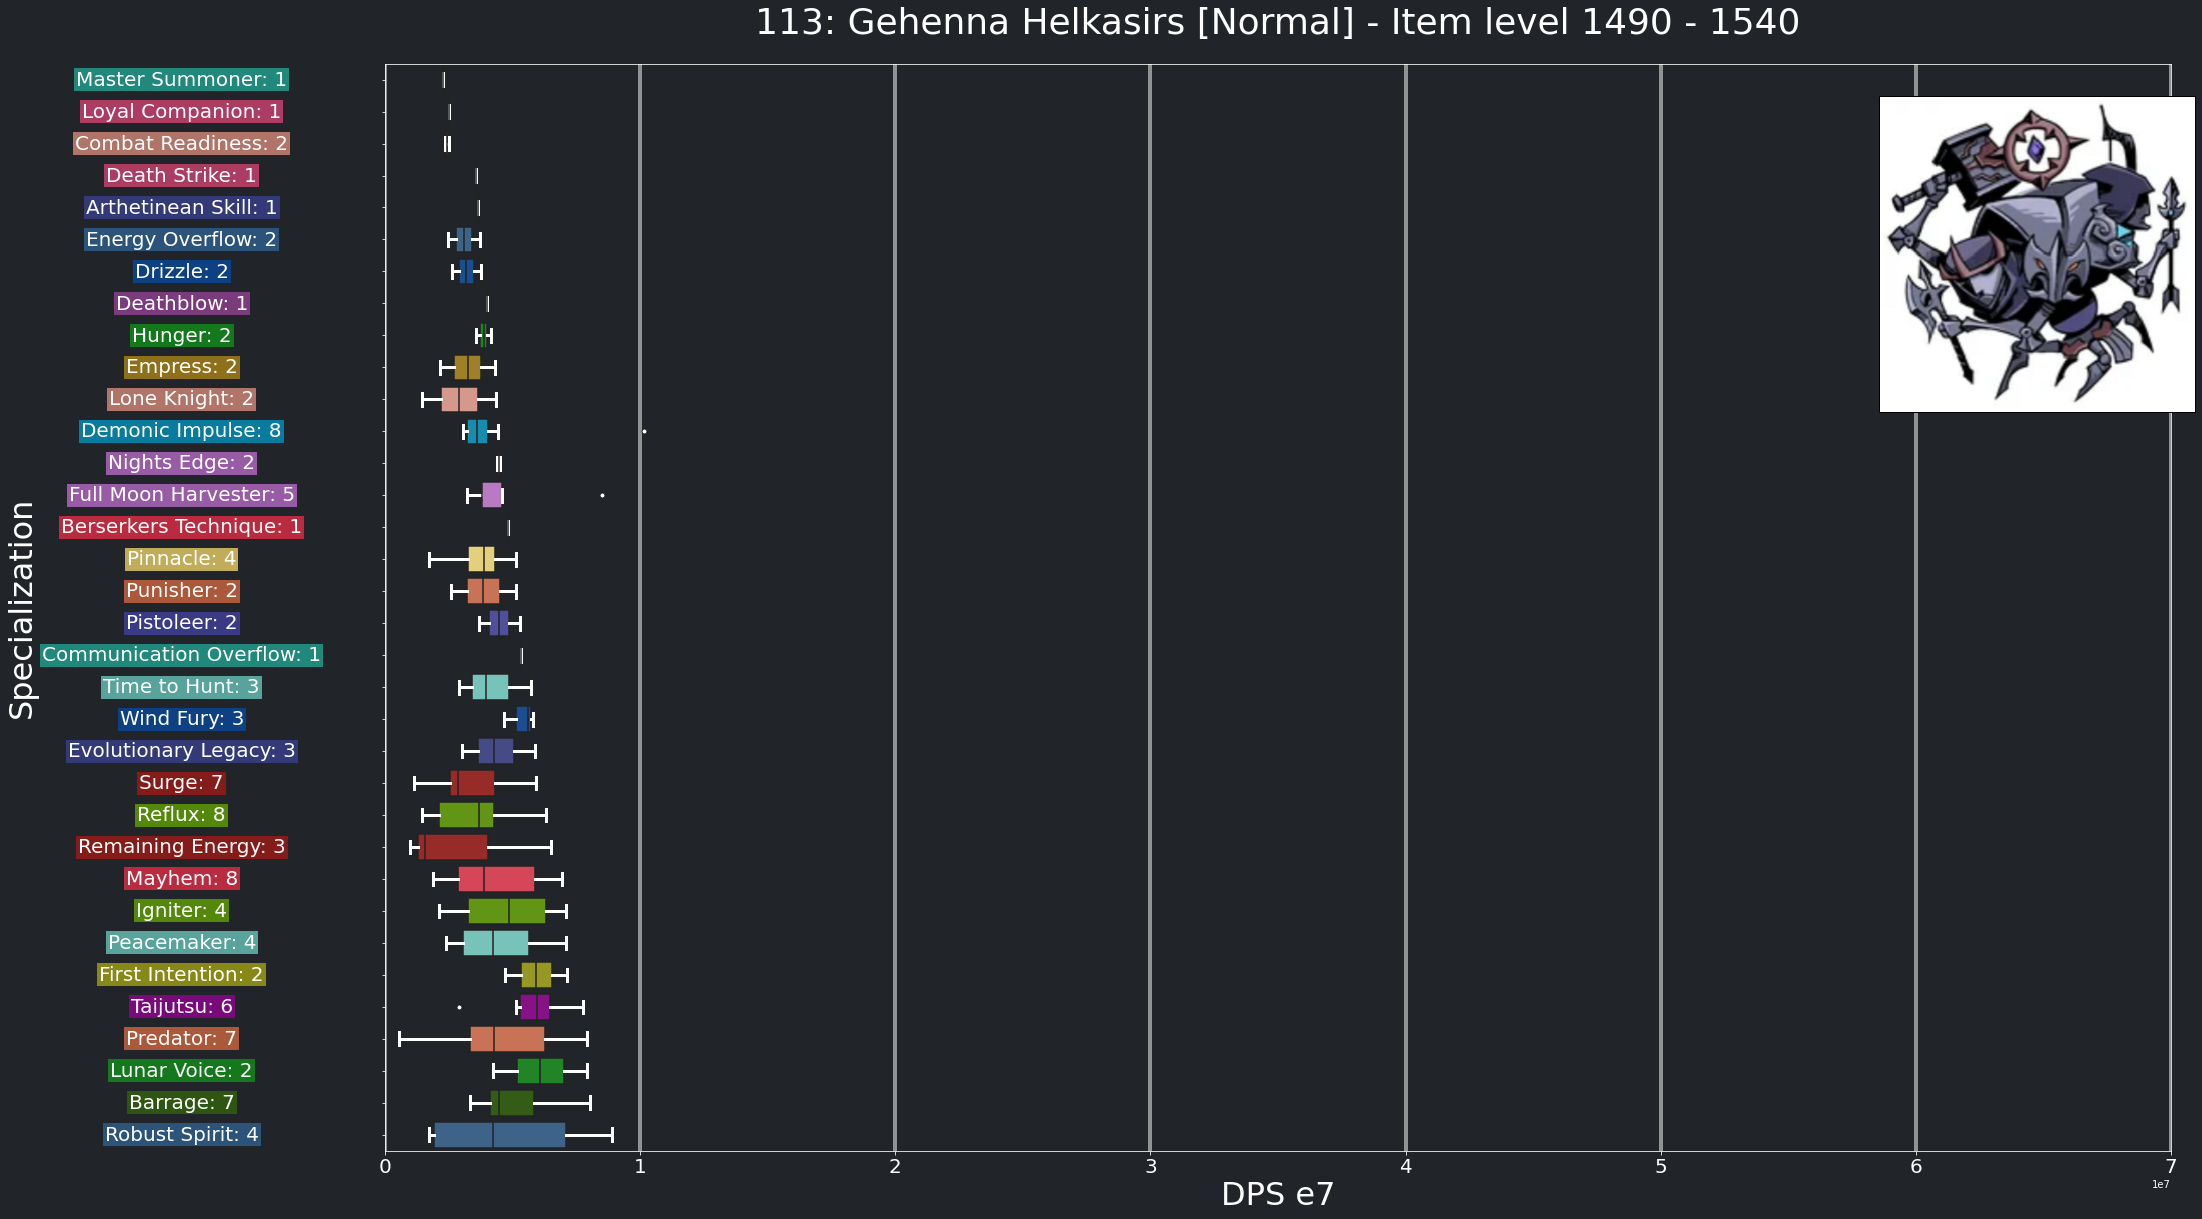 113: Gehenna Helkasirs [Normal] - Item level 1490 - 1540
Specialization
Master Summoner: 1
Loyal Companion: 1
Combat Readiness: 2
Death Strike: 1
Arthetinean Skill: 1
Energy Overflow: 2
Drizzle: 2
Deathblow: 1
Hunger: 2
Empress: 2
Lone Knight: 2
Demonic Impulse: 8
Nights Edge: 2
Full Moon Harvester: 5
Berserkers Technique: 1
Pinnacle: 4
Punisher: 2
Pistoleer: 2
Communication Overflow: 1
Time to Hunt: 3
Wind Fury: 3
Evolutionary Legacy: 3
Surge: 7
Reflux: 8
Remaining Energy: 3
Mayhem: 8
Igniter: 4
Peacemaker: 4
First Intention: 2
Taijutsu: 6
Predator: 7
Lunar Voice: 2
Barrage: 7
Robust Spirit: 4
0 1 2 3 4 5 6 7
1e7
DPS e7